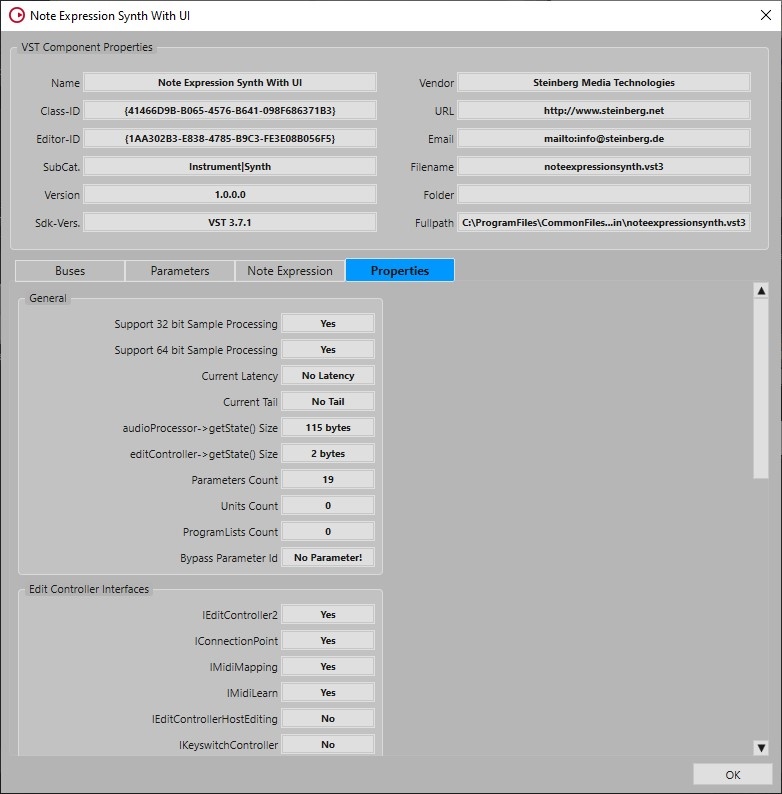 Note Expression Synth With UI
VST Component Properties
Name Note Expression Synth With UI
Vendor Steinberg Media Technologies
Class-ID {41466D9B-B065-4576-B641-098F686371B3}
URL http://www.steinberg.net
Editor-ID {1AA302B3-E838-4785-B9C3-FE3E08B056F5}
Email mailto:info@steinberg.de
SubCat. Instrument|Synth
Filename noteexpressionsynth.vst3
Version 1.0.0.0
Folder
Sdk-Vers. VST 3.7.1
Fullpath C:\ProgramFiles\CommonFiles...in\noteexpressionsynth.vst3
Buses Parameters Note Expression Properties
General
Support 32 bit Sample Processing Yes
Support 64 bit Sample Processing Yes
Current Latency No Latency
Current Tail No Tail
audioProcessor->getState() Size 115 bytes
editController->getState() Size 2 bytes
Parameters Count 19
Units Count 0
ProgramLists Count 0
Bypass Parameter Id No Parameter!
Edit Controller Interfaces
IEditController2 Yes
IConnectionPoint Yes
IMidiMapping Yes
IMidiLearn Yes
IEditControllerHostEditing No
IKeyswitchController No
OK